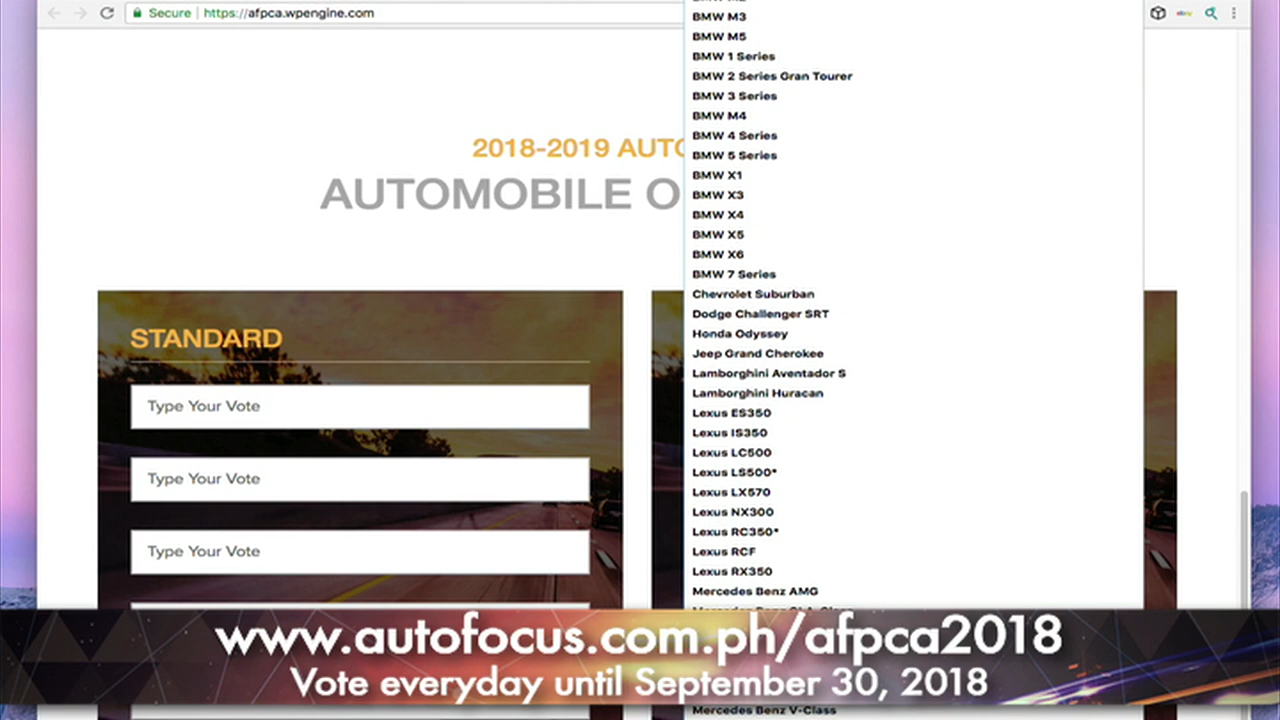 Secure
https://afpca.wpengine.com
ebay
2018-2019 AUTO
AUTOMOBILE O
STANDARD
Type Your Vote
Type Your Vote
Type Your Vote
BMW M3
BMW M5
BMW 1 Series
BMW 2 Series Gran Tourer
BMW 3 Series
BMW M4
BMW 4 Series
BMW 5 Series
BMW X1
BMW X3
BMW X4
BMW X5
BMW X6
BMW 7 Series
Chevrolet Suburban
Dodge Challenger SRT
Honda Odyssey
Jeep Grand Cherokee
Lamborghini Aventador S
Lamborghini Huracan
Lexus ES350
Lexus IS350
Lexus LC500
Lexus LS500*
Lexus LX570
Lexus NX300
Lexus RC350*
Lexus RCF
Lexus RX350
Mercedes Benz AMG
www.autofocus.com.ph/afpca2018
Vote everyday until September 30, 2018
Mercedes Benz V-Class